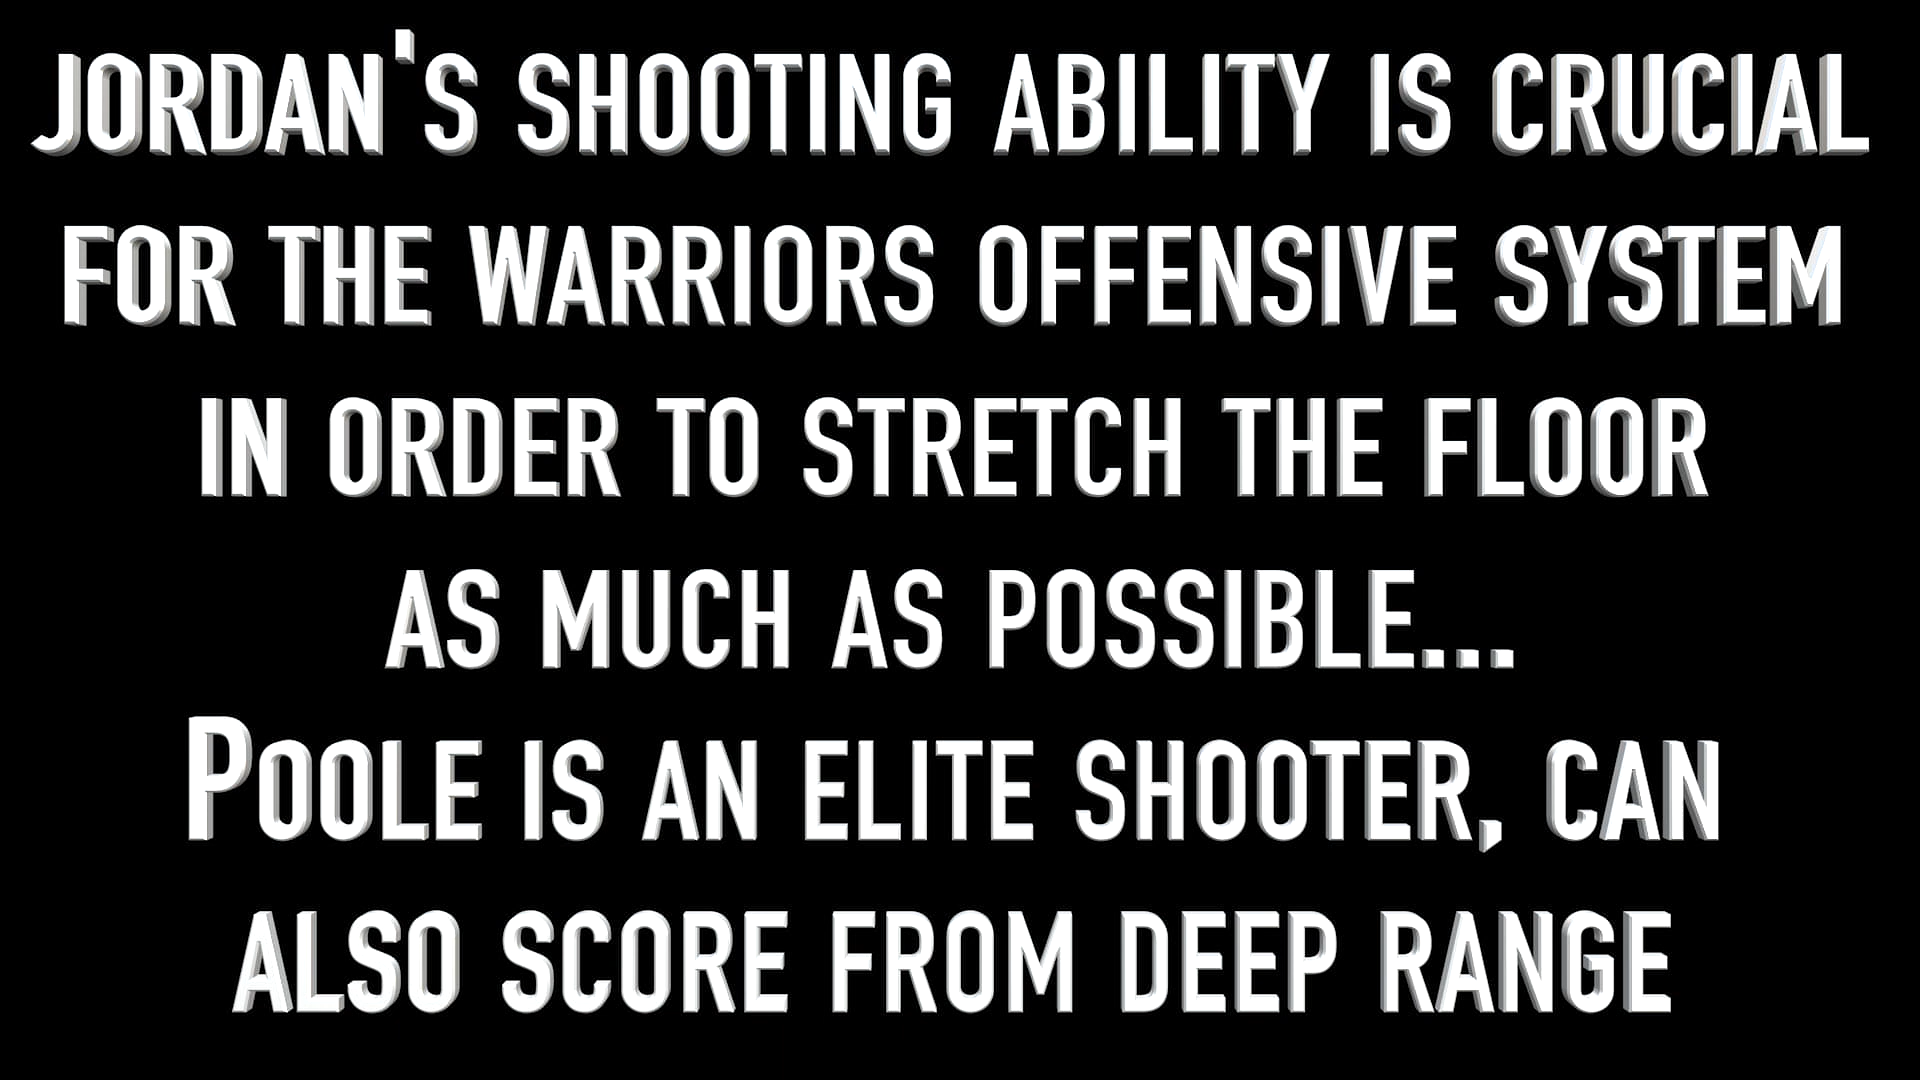 JORDAN'S SHOOTING ABILITY IS CRUCIAL
FOR THE WARRIORS OFFENSIVE SYSTEM
IN ORDER TO STRETCH THE FLOOR
AS MUCH AS POSSIBLE...
POOLE IS AN ELITE SHOOTER, CAN
ALSO SCORE FROM DEEP RANGE